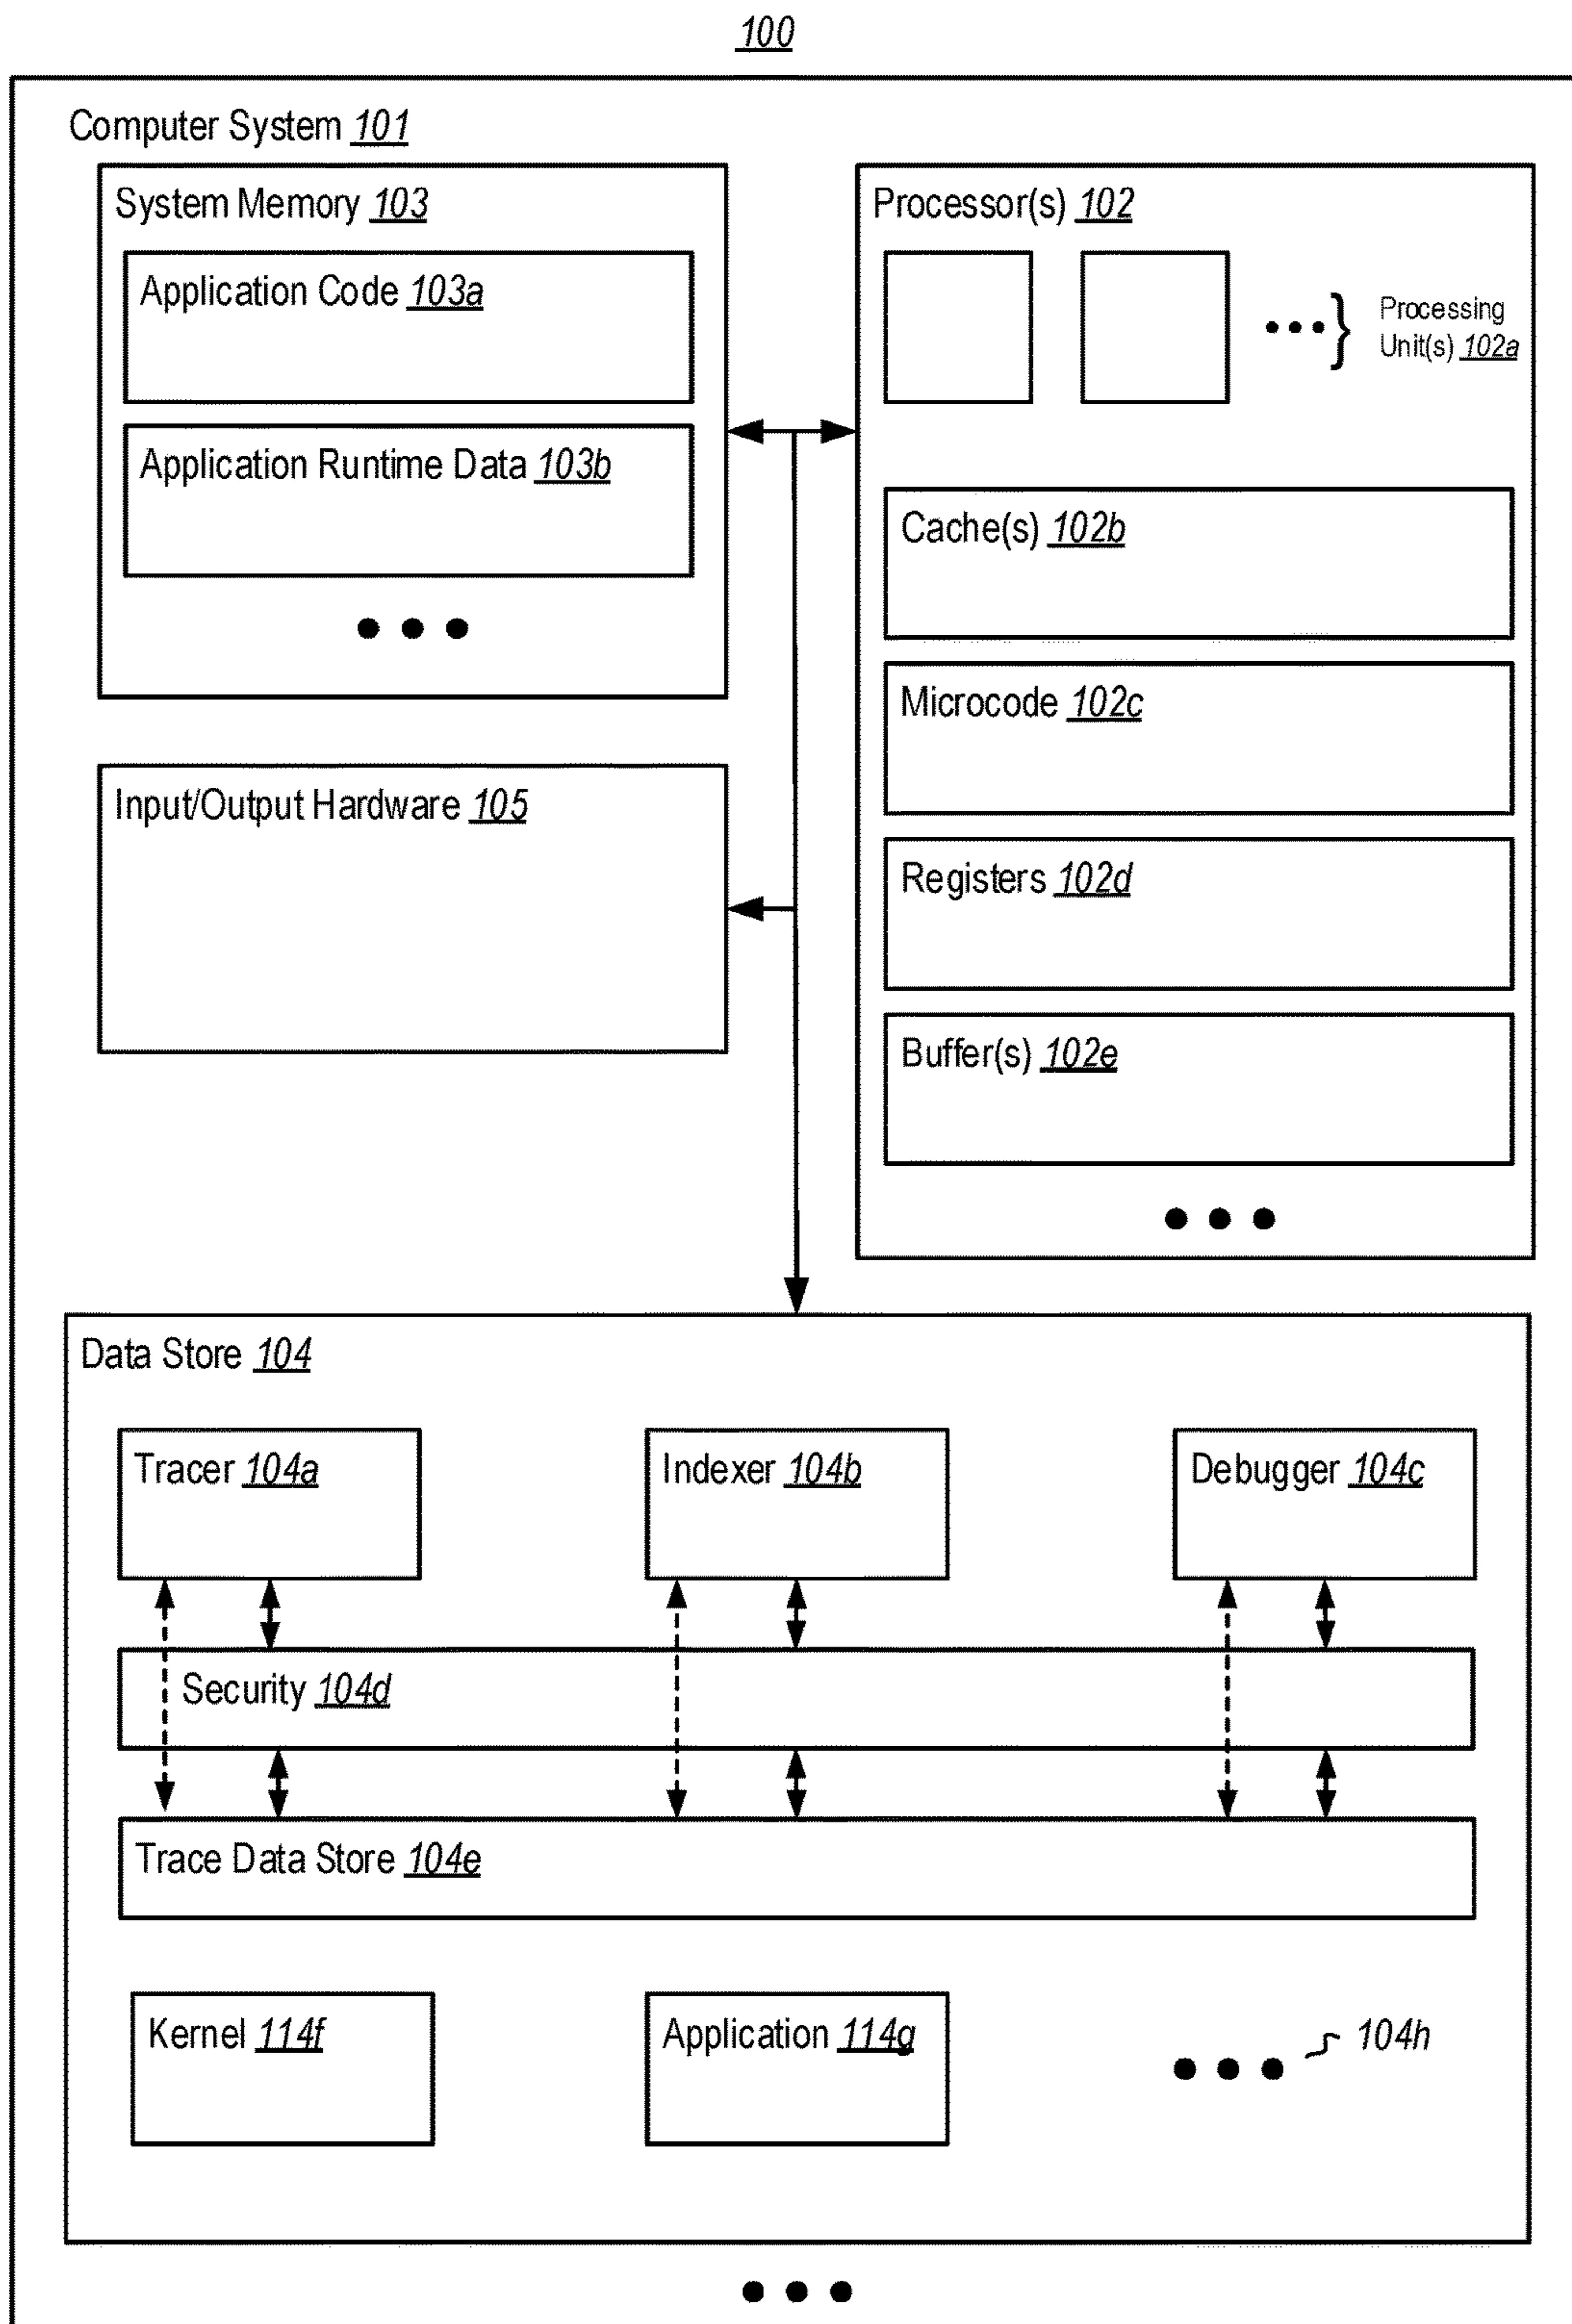 100
Computer System 101
System Memory 103
Application Code 103a
Application Runtime Data 103b
Input/Output Hardware 105
Processor(s) 102
Processing
Unit(s) 102a
Cache(s) 102b
Microcode 102c
Registers 102d
Buffer(s) 102e
Data Store 104
Tracer 104a
Indexer 104b
Debugger 104c
Security 104d
Trace Data Store 104e
Kernel 114f
Application 114g
104h